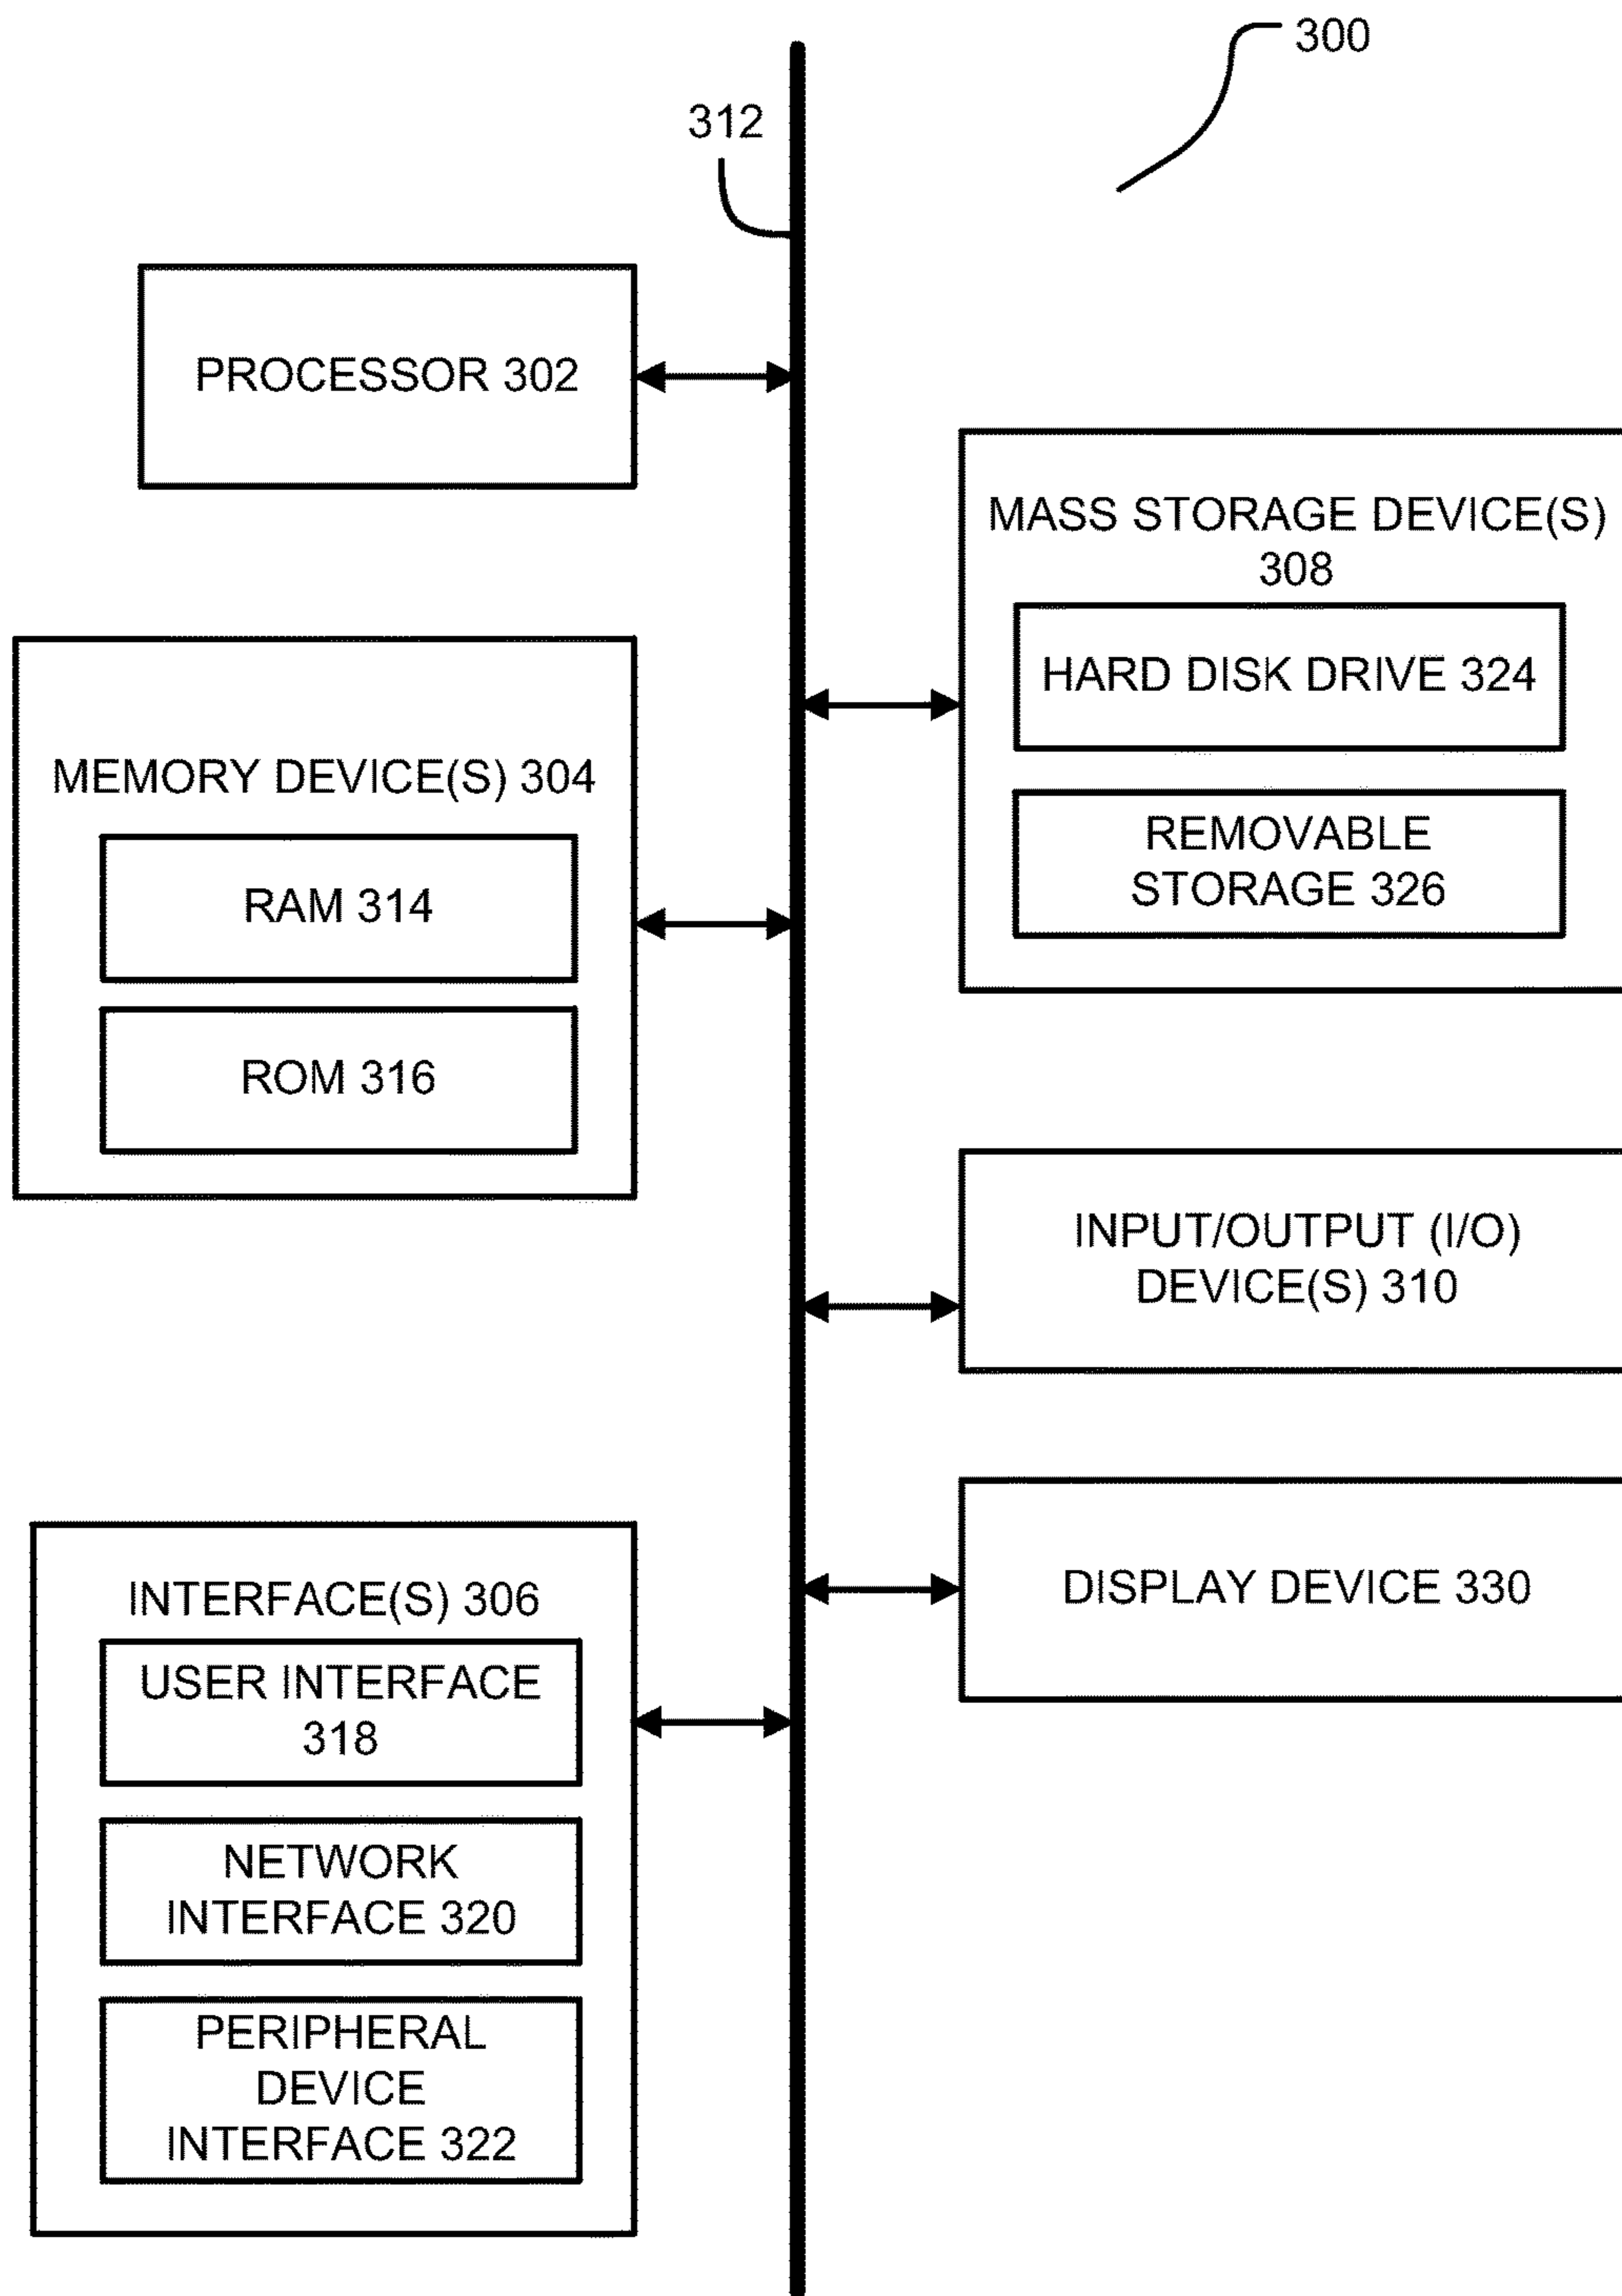 300
312
PROCESSOR 302
MASS STORAGE DEVICE(S)
308
HARD DISK DRIVE 324
REMOVABLE
STORAGE 326
MEMORY DEVICE(S) 304
RAM 314
ROM 316
INPUT/OUTPUT (I/O)
DEVICE(S) 310
DISPLAY DEVICE 330
INTERFACE(S) 306
USER INTERFACE
318
NETWORK
INTERFACE 320
PERIPHERAL
DEVICE
INTERFACE 322